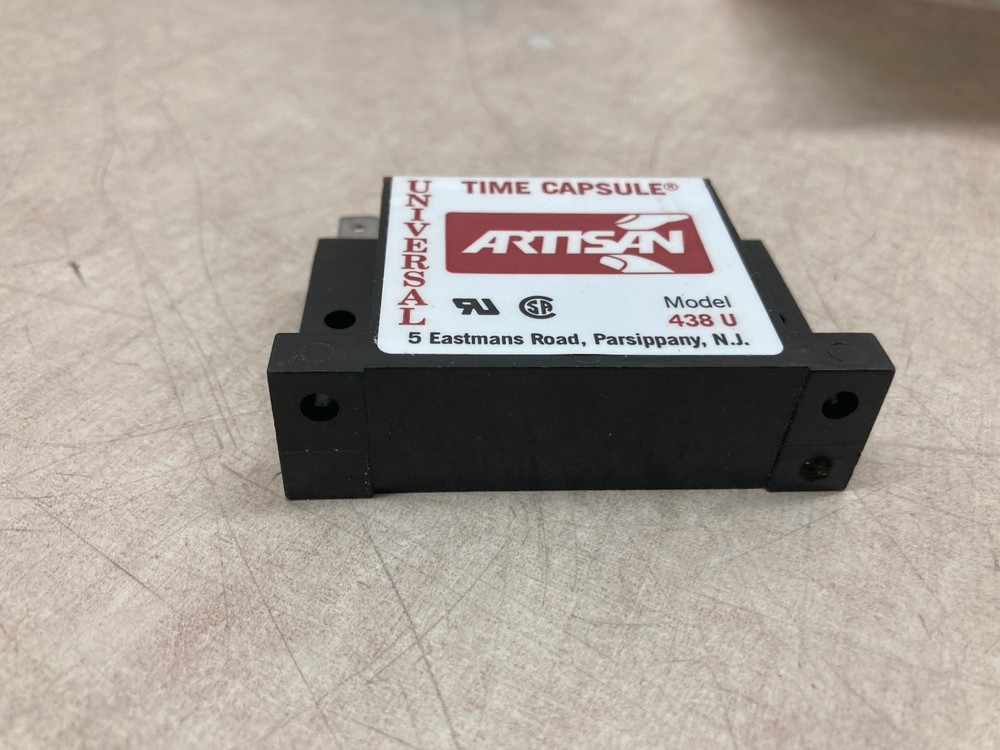 UNIVERSAL
TIME CAPSULE®
ARTISAN
Model
438 U
5 Eastmans Road, Parsippany, N.J.